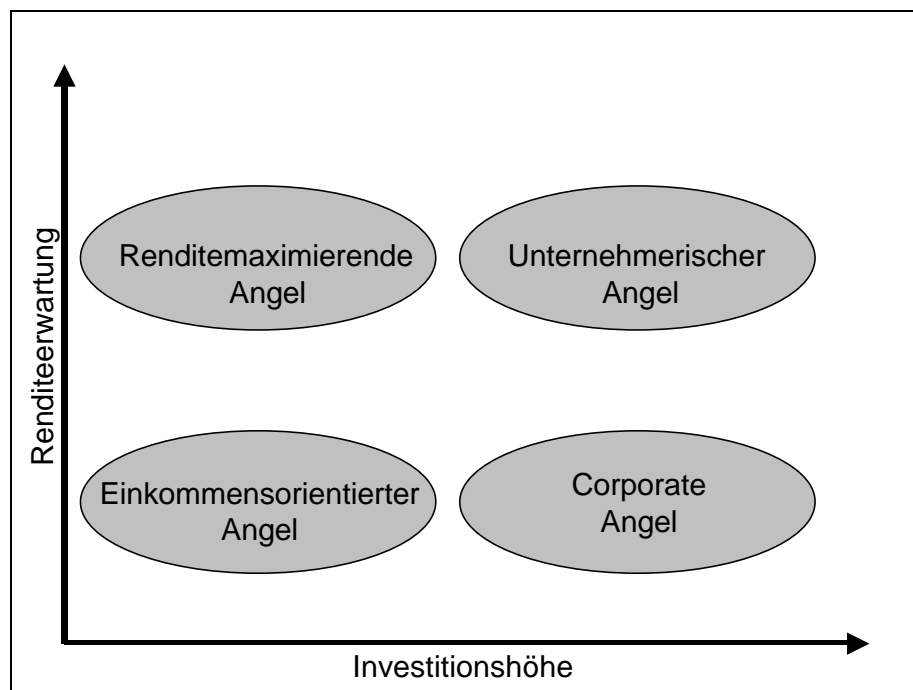 Renditeerwartung
Renditemaximierende
Angel
Unternehmerischer
Angel
Einkommensorientierter
Angel
Corporate
Angel
Investitionshöhe